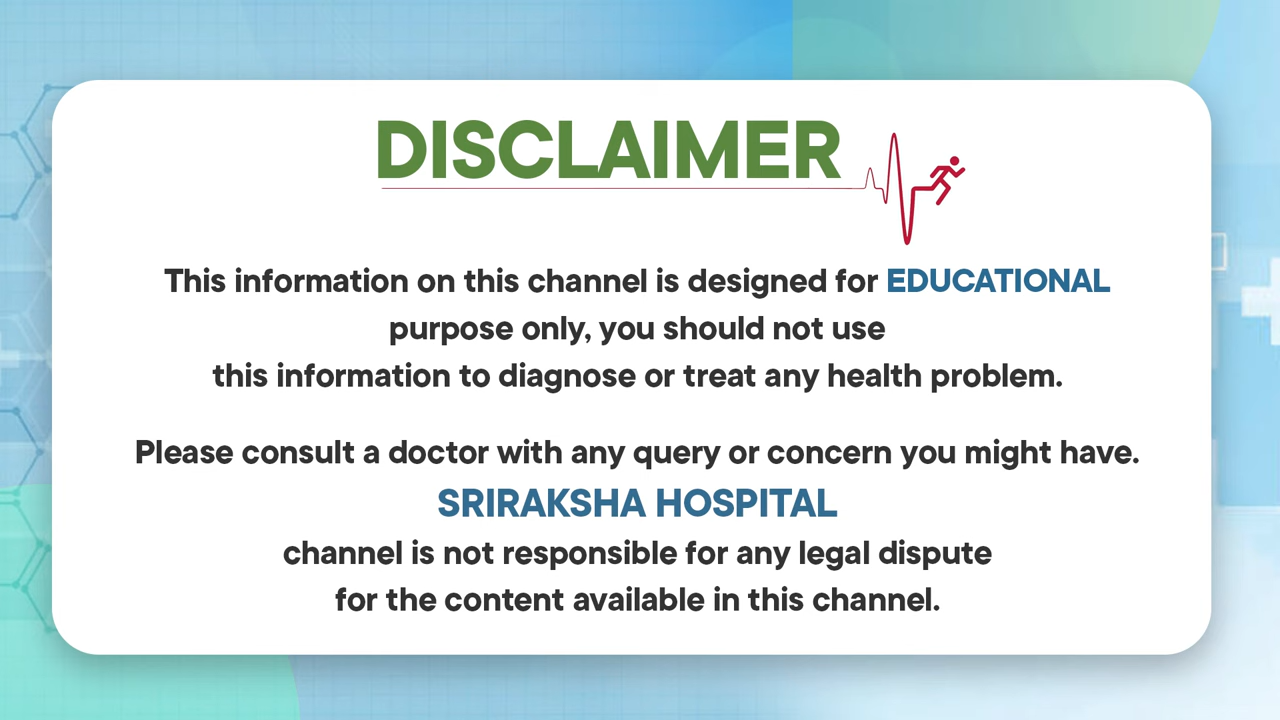 DISCLAIMER
This information on this channel is designed for EDUCATIONAL
purpose only, you should not use
this information to diagnose or treat any health problem.
Please consult a doctor with any query or concern you might have.
SRIRAKSHA HOSPITAL
channel is not responsible for any legal dispute
for the content available in this channel.